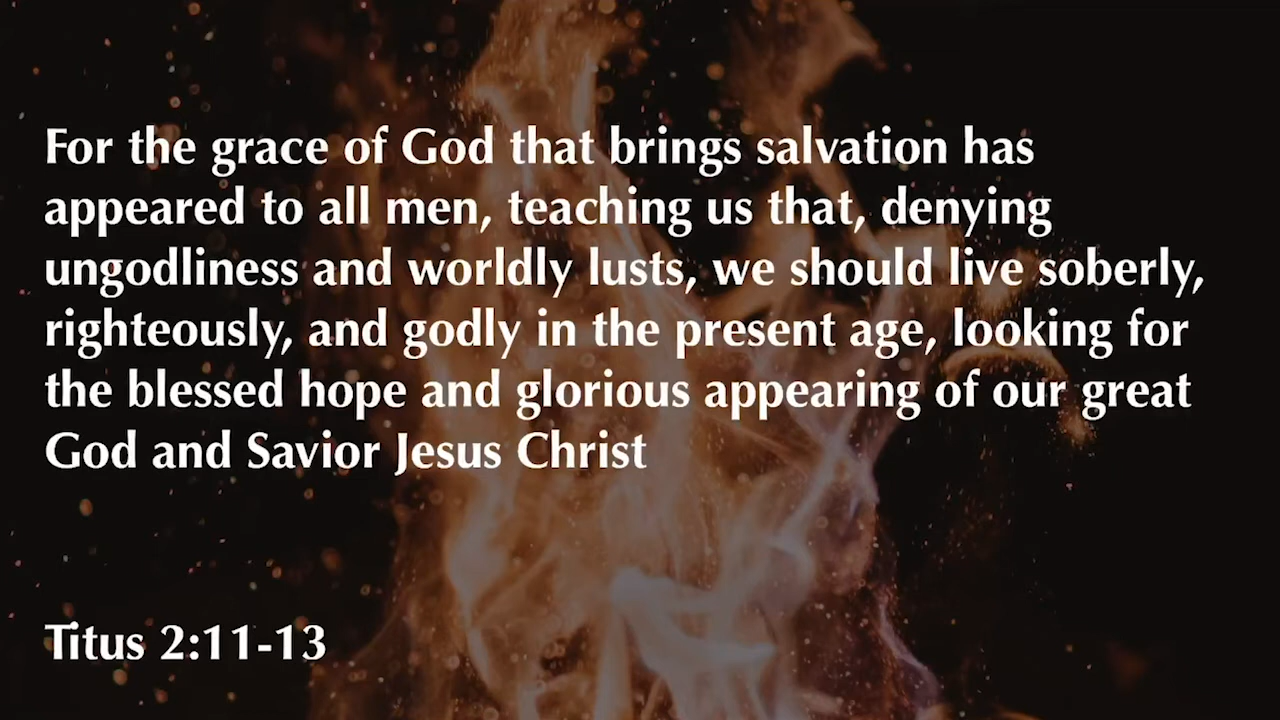 For the grace of God that brings salvation has
appeared to all men, teaching us that, denying
ungodliness and worldly lusts, we should live soberly,
righteously, and godly in the present age, looking for
the blessed hope and glorious appearing of our great
God and Savior Jesus Christ
Titus 2:11-13